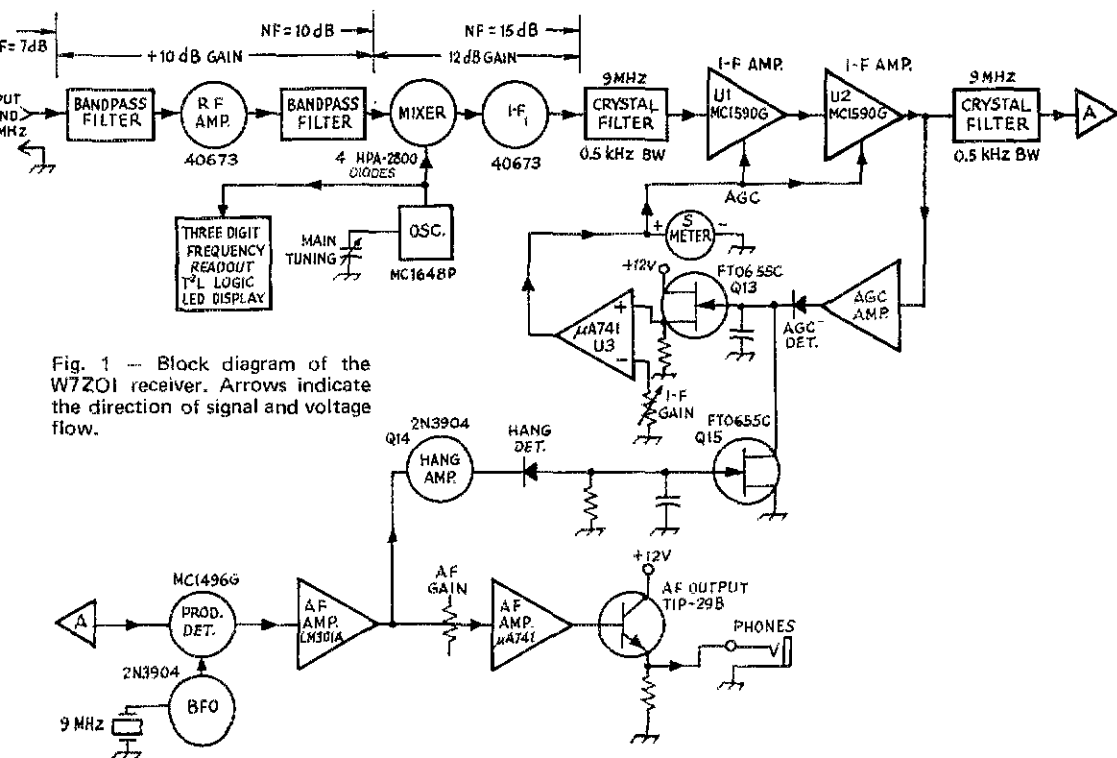 F=7dB
NF=10dB
NF=15dB
+10 dB GAIN
12dB GAIN
PUT
ND
MHz
BANDPASS
FILTER
RF
AMP.
40673
BANDPASS
FILTER
MIXER
4 HPA-2800
DIODES
I-F1
40673
9MHz
CRYSTAL
FILTER
0.5 kHz BW
I-F AMP.
U1
MC1590G
I-F AMP.
U2
MC1590G
9MHz
CRYSTAL
FILTER
0.5 kHz BW
A
AGC
THREE DIGIT
FREQUENCY
READOUT
T²L LOGIC
LED DISPLAY
MAIN
TUNING
OSC.
MC1648P
+ S -
METER
+12V
FT0655C
Q13
AGC
DET.
AGC
AMP.
+
μA741
U3
-
I-F
GAIN
Fig. 1 — Block diagram of the
W7ZOI receiver. Arrows indicate
the direction of signal and voltage
flow.
2N3904
Q14
HANG
AMP.
HANG
DET.
FT0655C
Q15
MC1496G
A
PROD.
DET.
2N3904
BFO
9 MHz
AF
AMP.
LM301A
AF
GAIN
AF
AMP.
μA741
+12V
AF OUTPUT
TIP-29B
PHONES